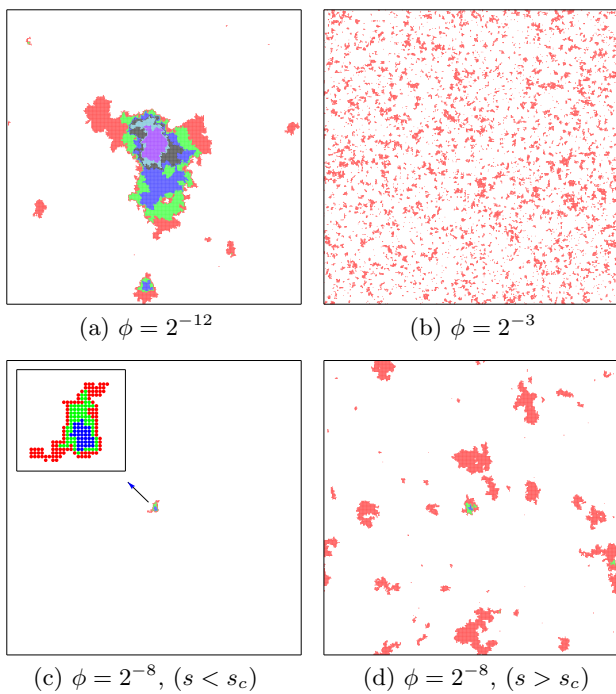 (a) ϕ = 2⁻¹² (b) ϕ = 2⁻³
(c) ϕ = 2⁻⁸, (s < s_c) (d) ϕ = 2⁻⁸, (s > s_c)